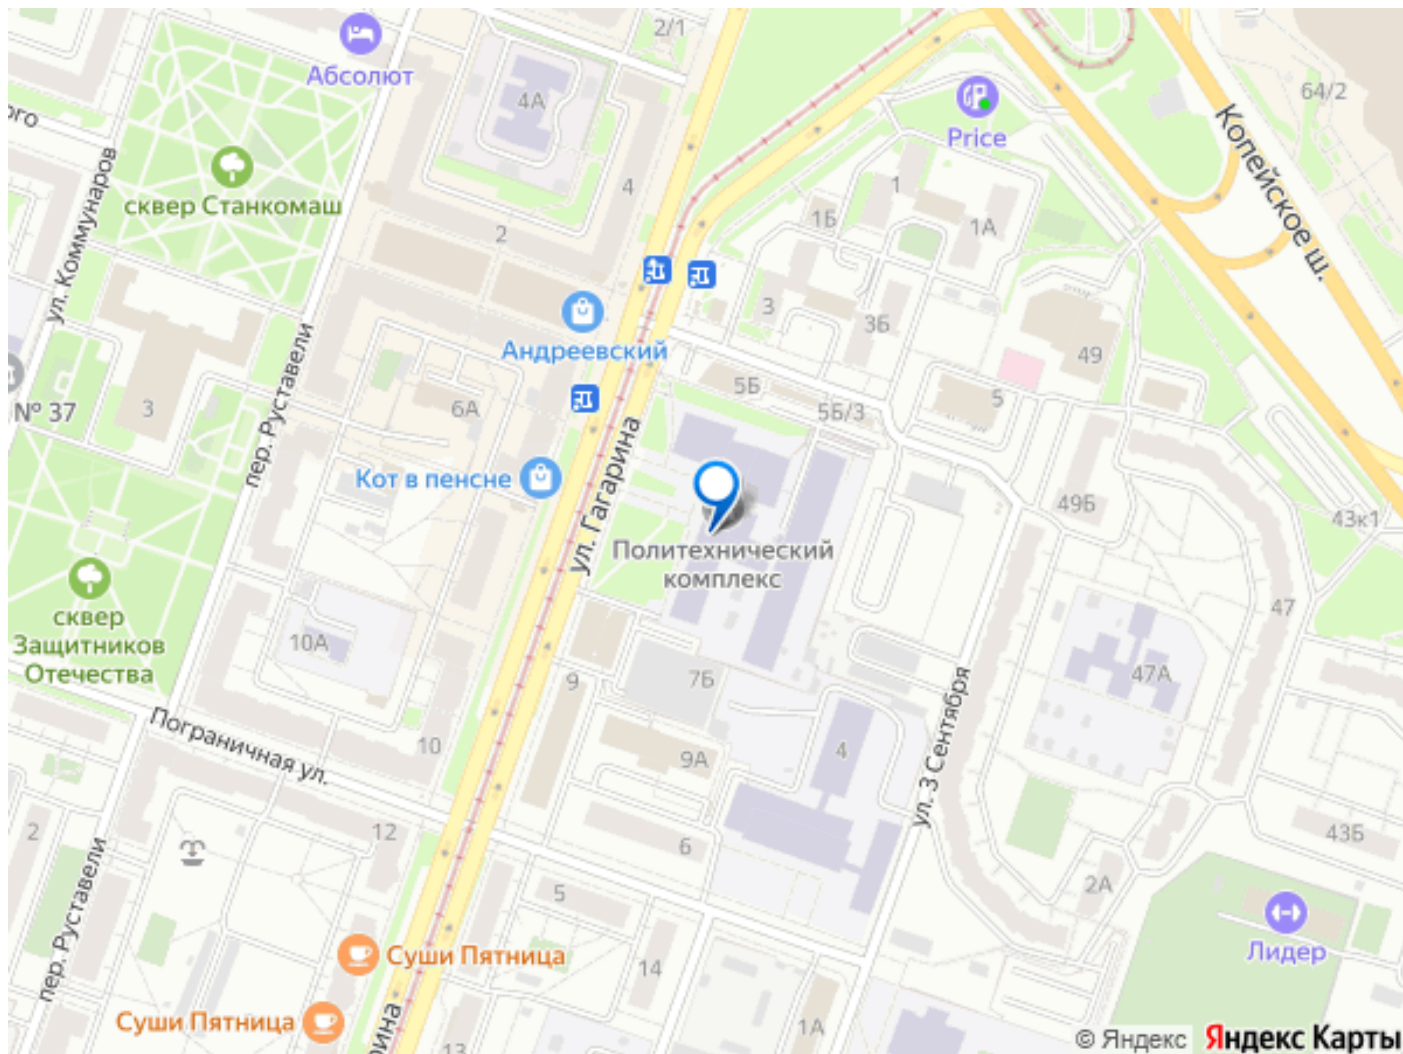 2/1
Абсолют
4А
64/2
Копейское ш.
ого
Price
ул. Коммунаров
сквер Станкомаш
4
1
1Б
1А
2
3
3Б
49
Андреевский
пер. Руставели
№ 37
3
6А
5Б
5Б/3
5
ул. Гагарина
Кот в пенсне
49Б
43к1
Политехнический
комплекс
сквер
Защитников
Отечества
10А
47
47А
9
7Б
ул. 3 Сентября
Пограничная ул.
10
9А
4
2
12
6
43Б
5
2А
пер. Руставели
Суши Пятница
14
Лидер
Суши Пятница
рина
13
1А
© Яндекс Яндекс Карты